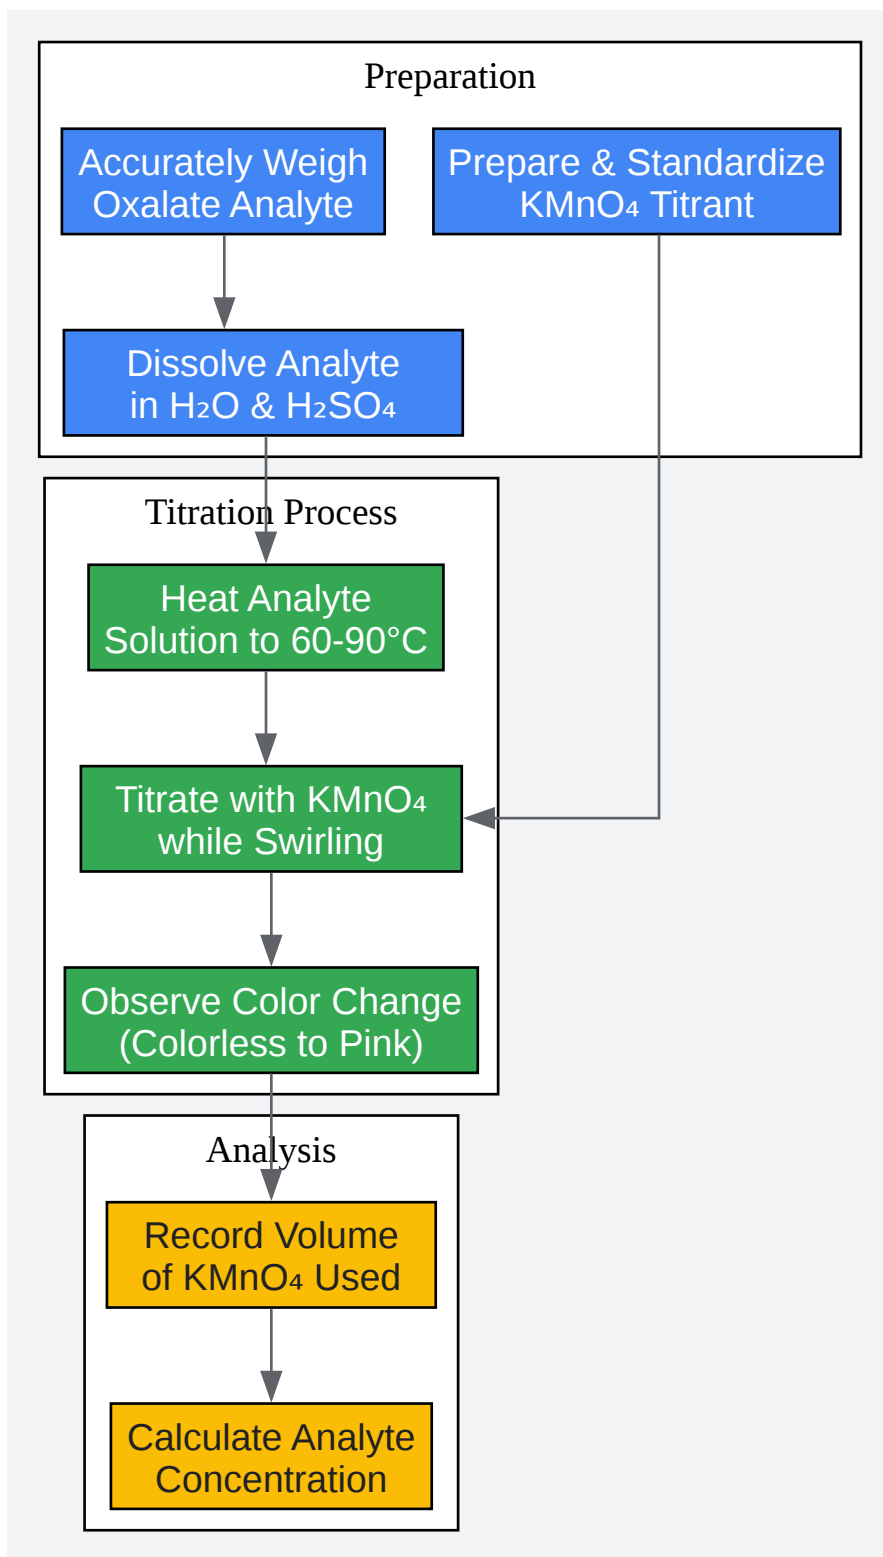 Preparation
Accurately Weigh
Oxalate Analyte
Prepare & Standardize
KMnO₄ Titrant
Dissolve Analyte
in H₂O & H₂SO₄
Titration Process
Heat Analyte
Solution to 60-90°C
Titrate with KMnO₄
while Swirling
Observe Color Change
(Colorless to Pink)
Analysis
Record Volume
of KMnO₄ Used
Calculate Analyte
Concentration